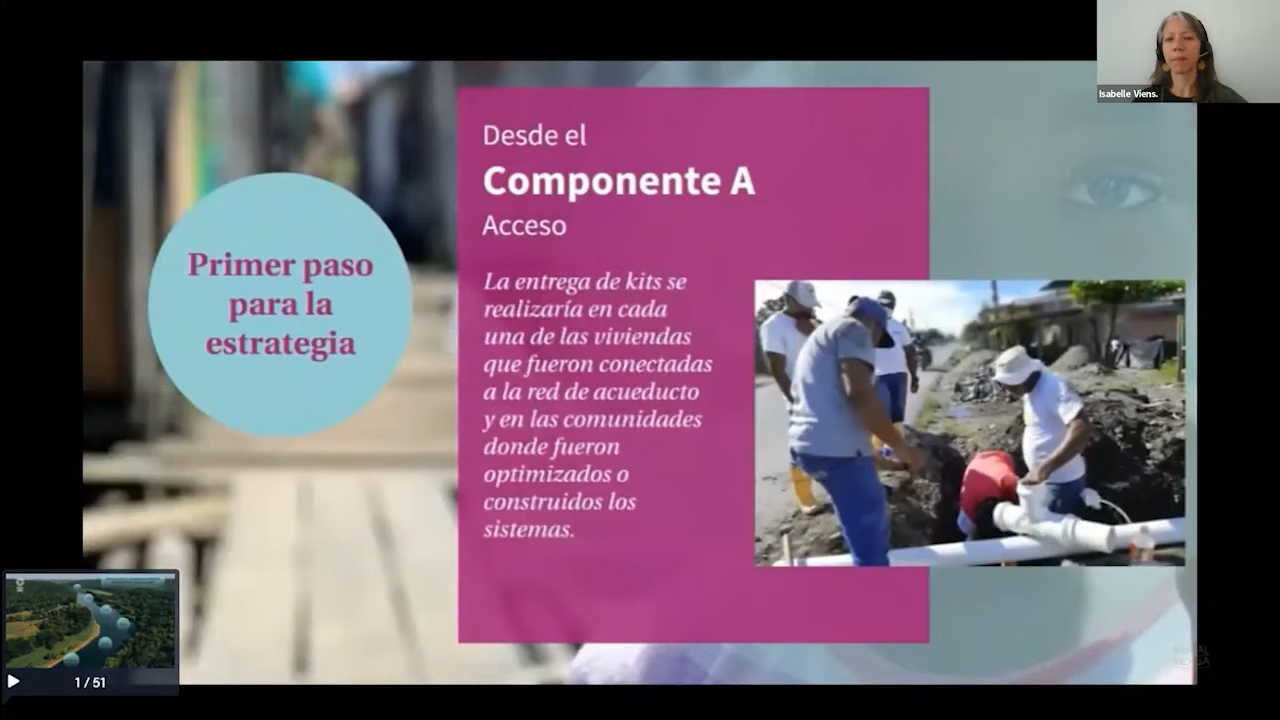 Isabelle Viens.
Desde el
Componente A
Acceso
Primer paso
para la
estrategia
La entrega de kits se
realizaría en cada
una de las viviendas
que fueron conectadas
a la red de acueducto
y en las comunidades
donde fueron
optimizados o
construidos los
sistemas.
1 / 51